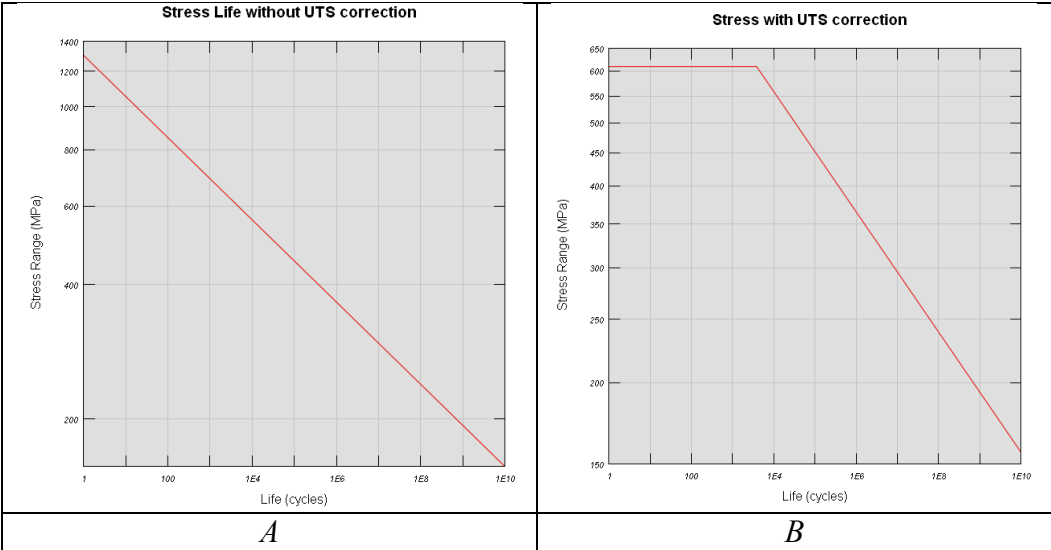 Stress Life without UTS correction
1400
1200
1000
800
600
400
200
Stress Range (MPa)
1
100
1E4
1E6
1E8
1E10
Life (cycles)
A
Stress with UTS correction
650
600
550
500
450
400
350
300
250
200
150
Stress Range (MPa)
1
100
1E4
1E6
1E8
1E10
Life (cycles)
B